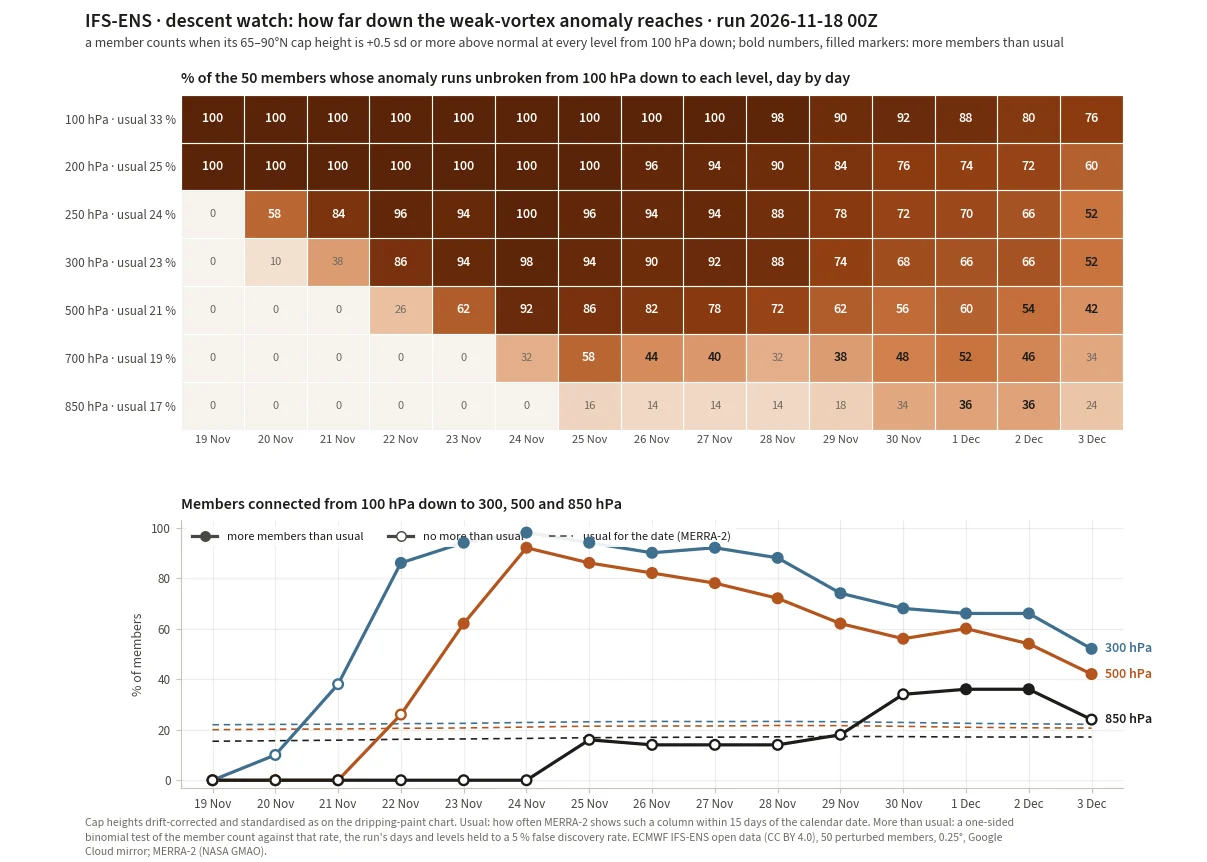 IFS-ENS · descent watch: how far down the weak-vortex anomaly reaches · run 2026-11-18 00Z
a member counts when its 65–90°N cap height is +0.5 sd or more above normal at every level from 100 hPa down; bold numbers, filled markers: more members than usual
% of the 50 members whose anomaly runs unbroken from 100 hPa down to each level, day by day
100 hPa · usual 33 % 100 100 100 100 100 100 100 100 100 98 90 92 88 80 76
200 hPa · usual 25 % 100 100 100 100 100 100 100 96 94 90 84 76 74 72 60
250 hPa · usual 24 % 0 58 84 96 94 100 96 94 94 88 78 72 70 66 52
300 hPa · usual 23 % 0 10 38 86 94 98 94 90 92 88 74 68 66 66 52
500 hPa · usual 21 % 0 0 0 26 62 92 86 82 78 72 62 56 60 54 42
700 hPa · usual 19 % 0 0 0 0 0 32 58 44 40 32 38 48 52 46 34
850 hPa · usual 17 % 0 0 0 0 0 0 16 14 14 14 18 34 36 36 24
19 Nov 20 Nov 21 Nov 22 Nov 23 Nov 24 Nov 25 Nov 26 Nov 27 Nov 28 Nov 29 Nov 30 Nov 1 Dec 2 Dec 3 Dec
Members connected from 100 hPa down to 300, 500 and 850 hPa
more members than usual no more than usual usual for the date (MERRA-2)
% of members
100
80
60
40
20
0
300 hPa
500 hPa
850 hPa
19 Nov 20 Nov 21 Nov 22 Nov 23 Nov 24 Nov 25 Nov 26 Nov 27 Nov 28 Nov 29 Nov 30 Nov 1 Dec 2 Dec 3 Dec
Cap heights drift-corrected and standardised as on the dripping-paint chart. Usual: how often MERRA-2 shows such a column within 15 days of the calendar date. More than usual: a one-sided
binomial test of the member count against that rate, the run's days and levels held to a 5 % false discovery rate. ECMWF IFS-ENS open data (CC BY 4.0), 50 perturbed members, 0.25°, Google
Cloud mirror; MERRA-2 (NASA GMAO).